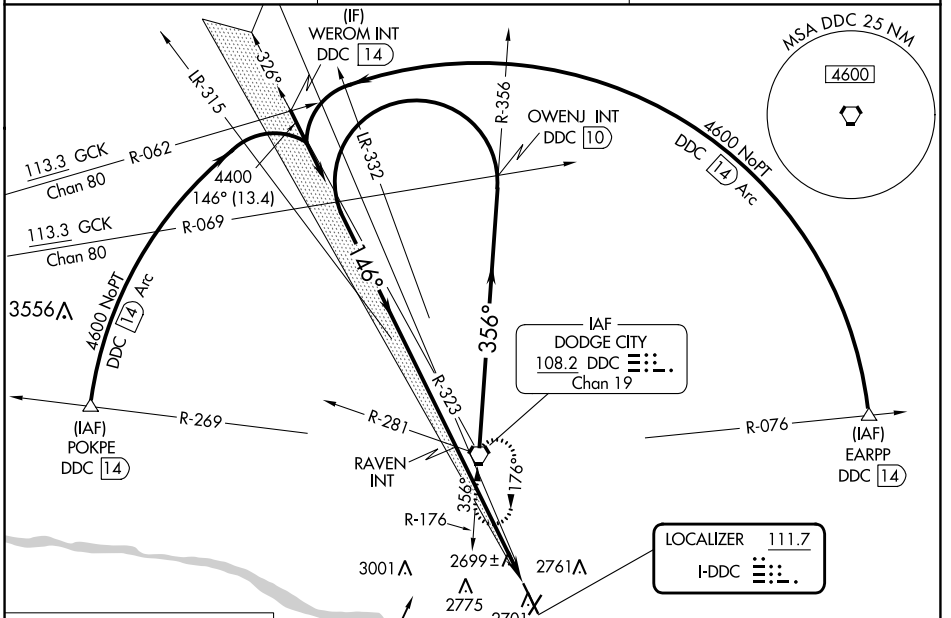 (IF)
WEROM INT
DDC 14
MSA DDC 25 NM
4600
326°
LR-315
R-356
OWENJ INT
DDC 10
LR-332
4600 NoPT
DDC 14 Arc
113.3 GCK
Chan 80
R-062
4400
146° (13.4)
113.3 GCK
Chan 80
R-069
146°
3556
4600 NoPT
DDC 14 Arc
356°
IAF
DODGE CITY
108.2 DDC
Chan 19
R-323
R-269
R-281
R-076
(IAF)
POKPE
DDC 14
(IAF)
EARPP
DDC 14
RAVEN
INT
356°
176°
R-176
LOCALIZER 111.7
I-DDC
3001
2699±
2761
2775
2701